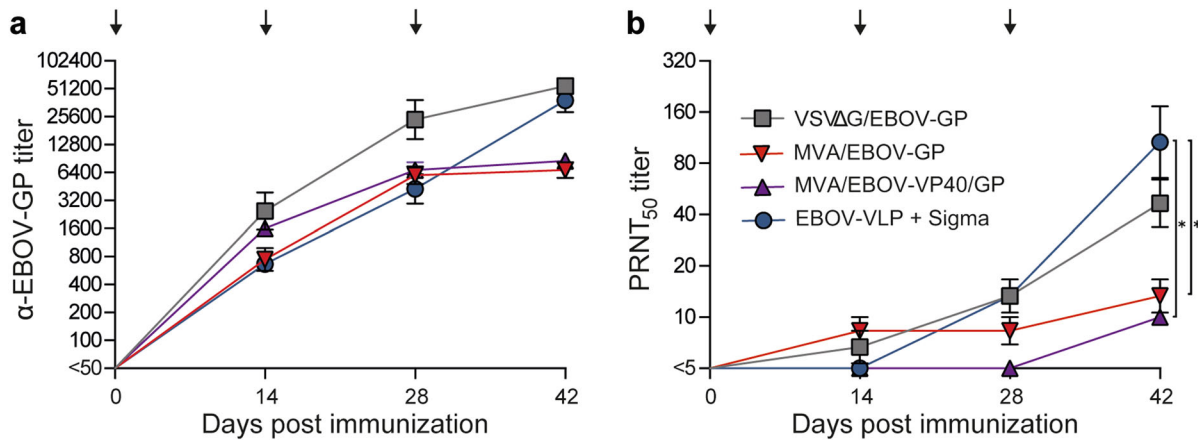 a
α-EBOV-GP titer
102400
51200
25600
12800
6400
3200
1600
800
400
200
100
<50
0
14
28
42
Days post immunization
b
PRNT50 titer
320
160
80
40
20
10
<5
VSVΔG/EBOV-GP
MVA/EBOV-GP
MVA/EBOV-VP40/GP
EBOV-VLP + Sigma
*
*
0
14
28
42
Days post immunization